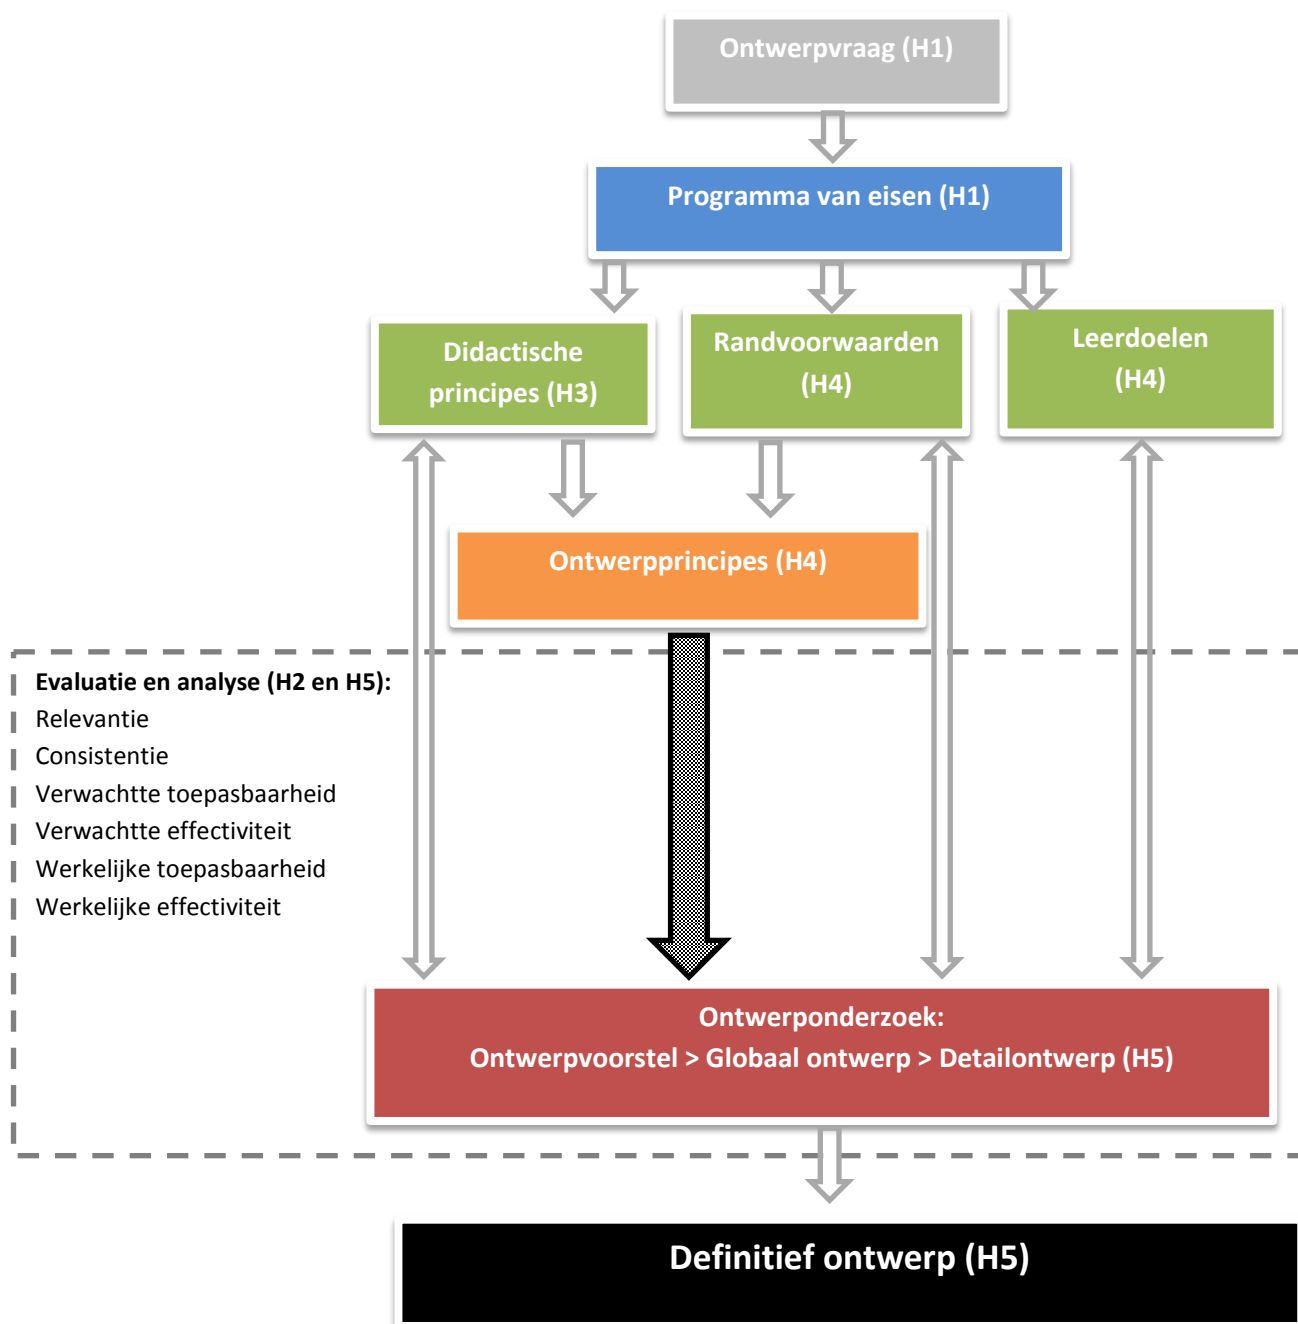 Ontwerpvraag (H1)
Programma van eisen (H1)
Didactische
principes (H3)
Randvoorwaarden
(H4)
Leerdoelen
(H4)
Ontwerpprincipes (H4)
Evaluatie en analyse (H2 en H5):
Relevantie
Consistentie
Verwachtte toepasbaarheid
Verwachtte effectiviteit
Werkelijke toepasbaarheid
Werkelijke effectiviteit
Ontwerponderzoek:
Ontwerpvoorstel > Globaal ontwerp > Detailontwerp (H5)
Definitief ontwerp (H5)